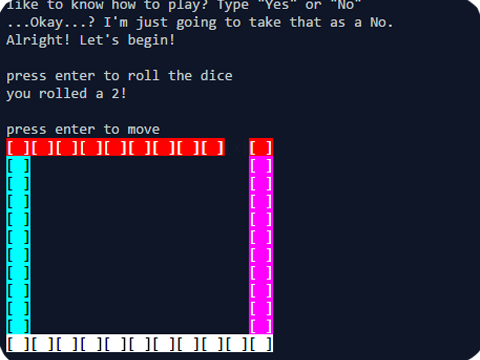 like to know how to play? Type "Yes" or "No"
...Okay...? I'm just going to take that as a No.
Alright! Let's begin!
press enter to roll the dice
you rolled a 2!
press enter to move
[ ][ ][ ][ ][ ][ ][ ][ ][ ]   [ ]
[ ]                           [ ]
[ ]                           [ ]
[ ]                           [ ]
[ ]                           [ ]
[ ]                           [ ]
[ ]                           [ ]
[ ]                           [ ]
[ ]                           [ ]
[ ]                           [ ]
[ ]                           [ ]
[ ][ ][ ][ ][ ][ ][ ][ ][ ][ ][ ]